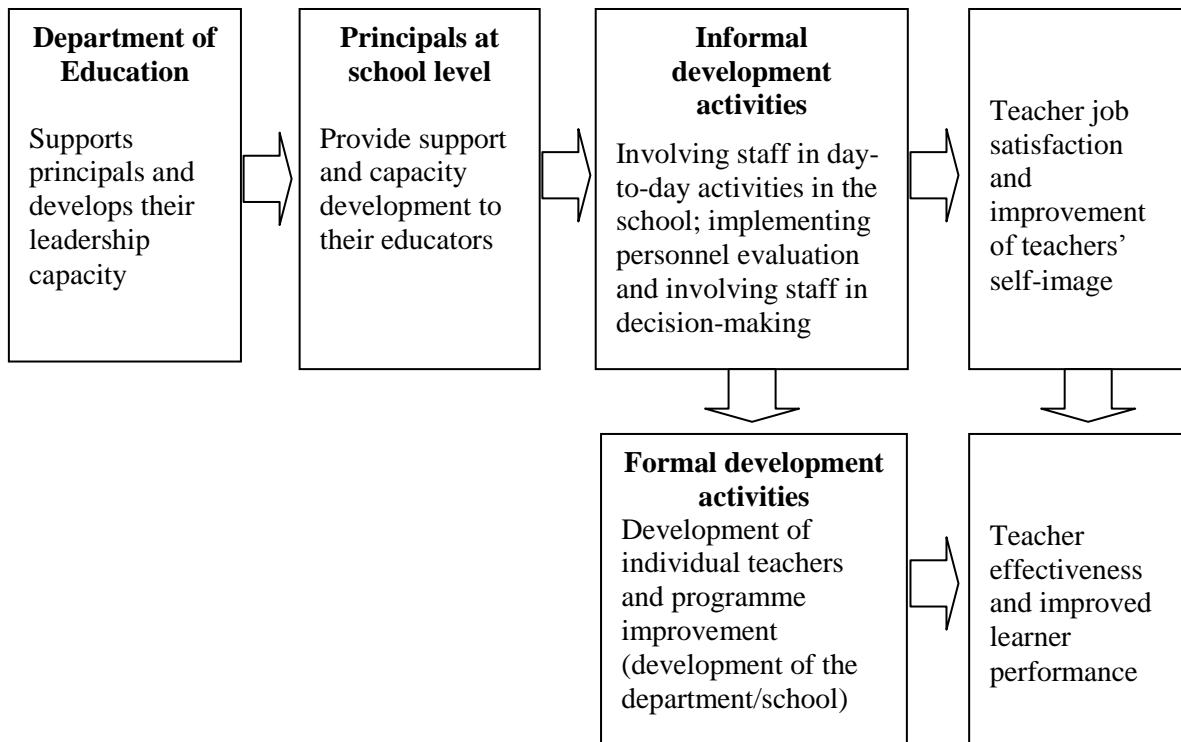 Department of
Education
Supports
principals and
develops their
leadership
capacity
Principals at
school level
Provide support
and capacity
development to
their educators
Informal
development
activities
Involving staff in day-
to-day activities in the
school; implementing
personnel evaluation
and involving staff in
decision-making
Teacher job
satisfaction
and
improvement
of teachers’
self-image
Formal development
activities
Development of
individual teachers
and programme
improvement
(development of the
department/school)
Teacher
effectiveness
and improved
learner
performance